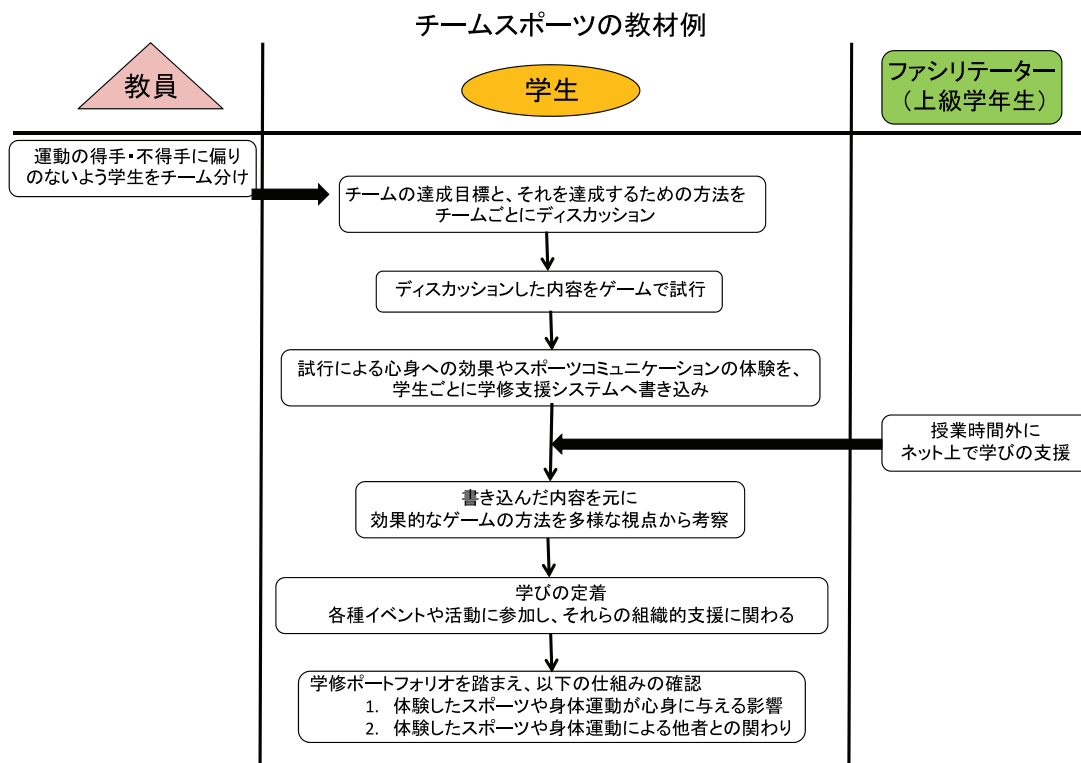 チームスポーツの教材例
教員
学生
ファシリテーター
(上級学年生)
運動の得手・不得手に偏り
のないよう学生をチーム分け
チームの達成目標と、それを達成するための方法を
チームごとにディスカッション
ディスカッションした内容をゲームで試行
試行による心身への効果やスポーツコミュニケーションの体験を、
学生ごとに学修支援システムへ書き込み
授業時間外に
ネット上で学びの支援
書き込んだ内容を元に
効果的なゲームの方法を多様な視点から考察
学びの定着
各種イベントや活動に参加し、それらの組織的支援に関わる
学修ポートフォリオを踏まえ、以下の仕組みの確認
1. 体験したスポーツや身体運動が心身に与える影響
2. 体験したスポーツや身体運動による他者との関わり